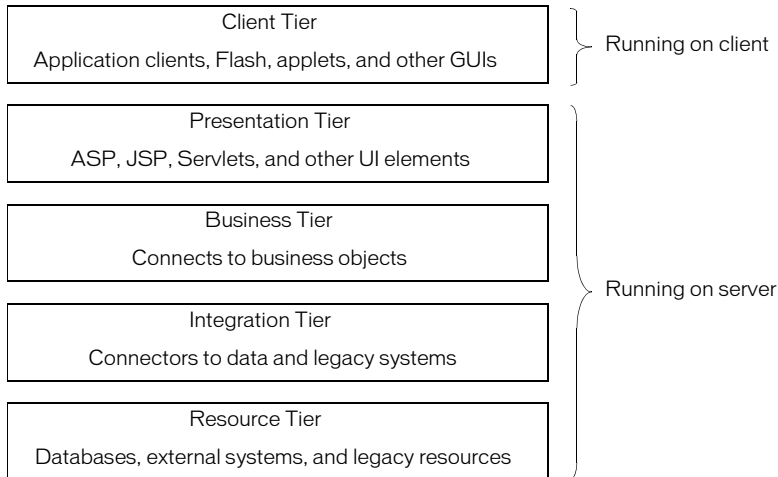 Client Tier
Application clients, Flash, applets, and other GUIs
Running on client
Presentation Tier
ASP, JSP, Servlets, and other UI elements
Business Tier
Connects to business objects
Running on server
Integration Tier
Connectors to data and legacy systems
Resource Tier
Databases, external systems, and legacy resources